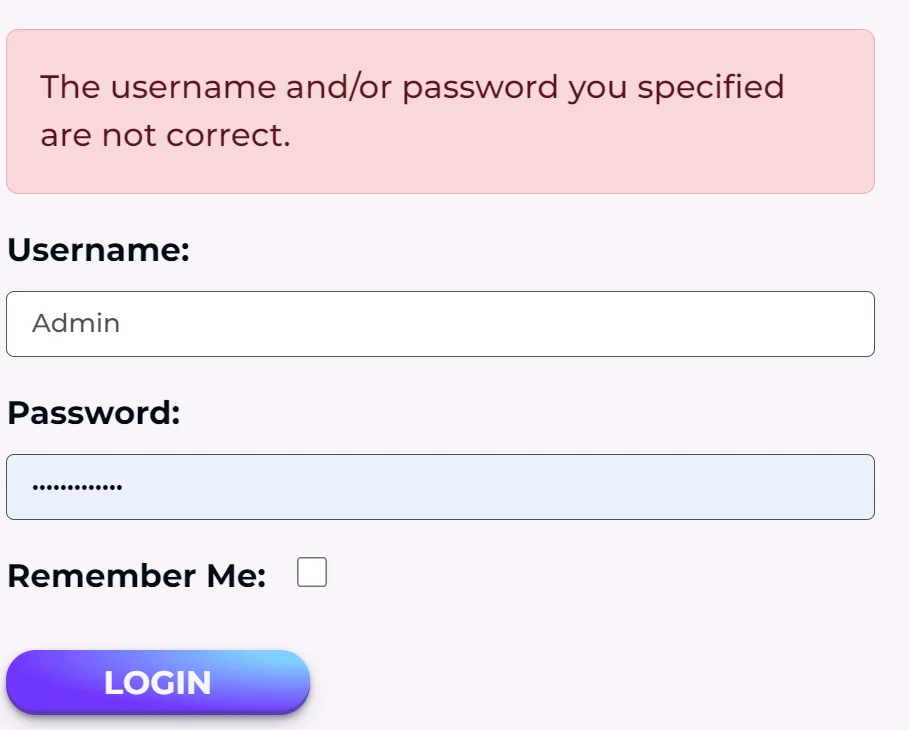 The username and/or password you specified
are not correct.
Username:
Admin
Password:
•••••••••••••
Remember Me:
LOGIN